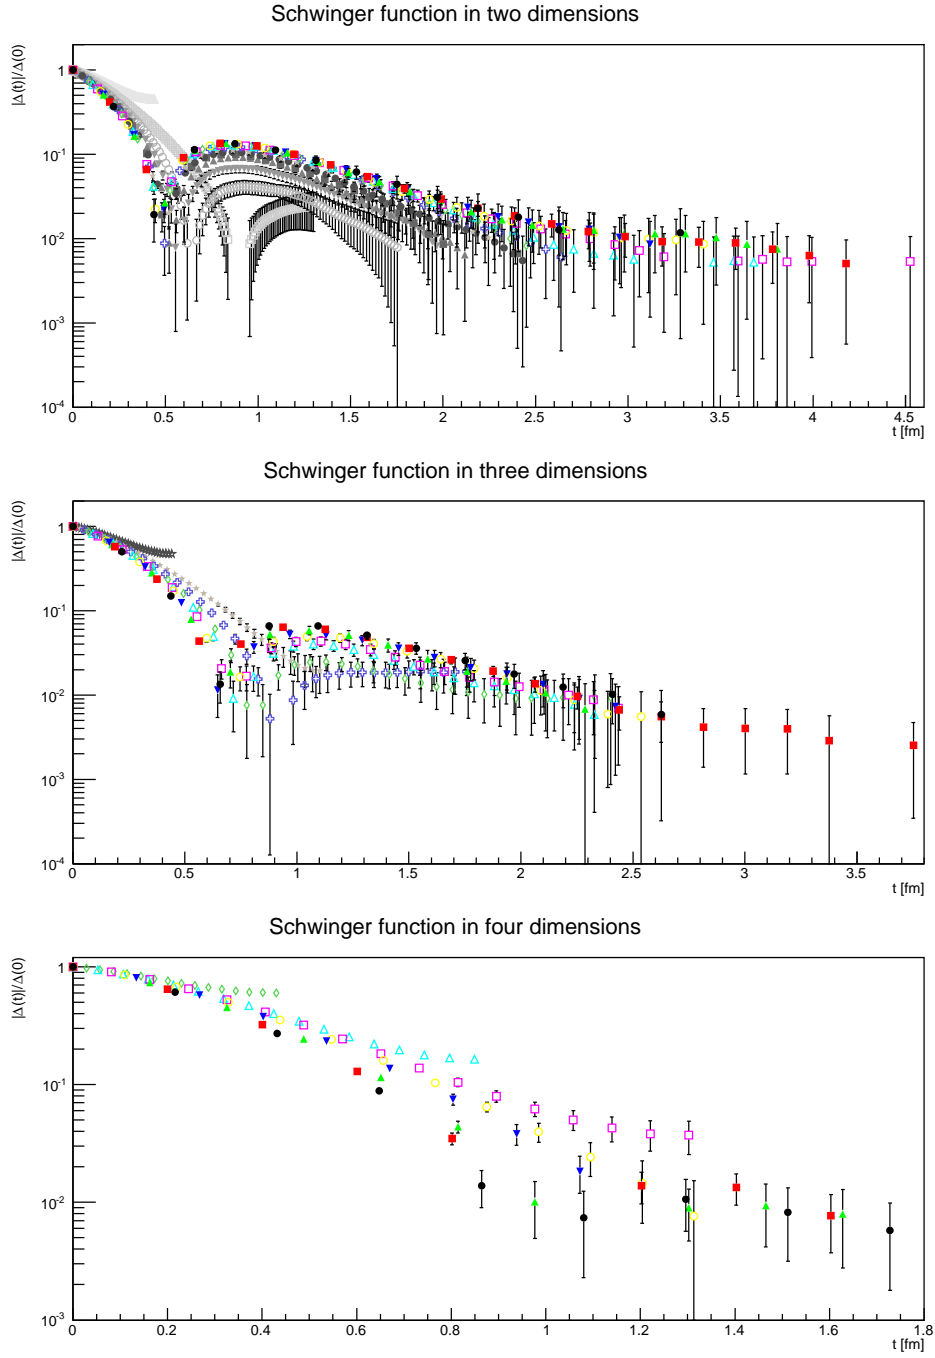 Schwinger function in two dimensions
|Δ(t)|/Δ(0)
1
10⁻¹
10⁻²
10⁻³
10⁻⁴
0 0.5 1 1.5 2 2.5 3 3.5 4 4.5
t [fm]
Schwinger function in three dimensions
|Δ(t)|/Δ(0)
1
10⁻¹
10⁻²
10⁻³
10⁻⁴
0 0.5 1 1.5 2 2.5 3 3.5
t [fm]
Schwinger function in four dimensions
|Δ(t)|/Δ(0)
1
10⁻¹
10⁻²
10⁻³
0 0.2 0.4 0.6 0.8 1 1.2 1.4 1.6 1.8
t [fm]